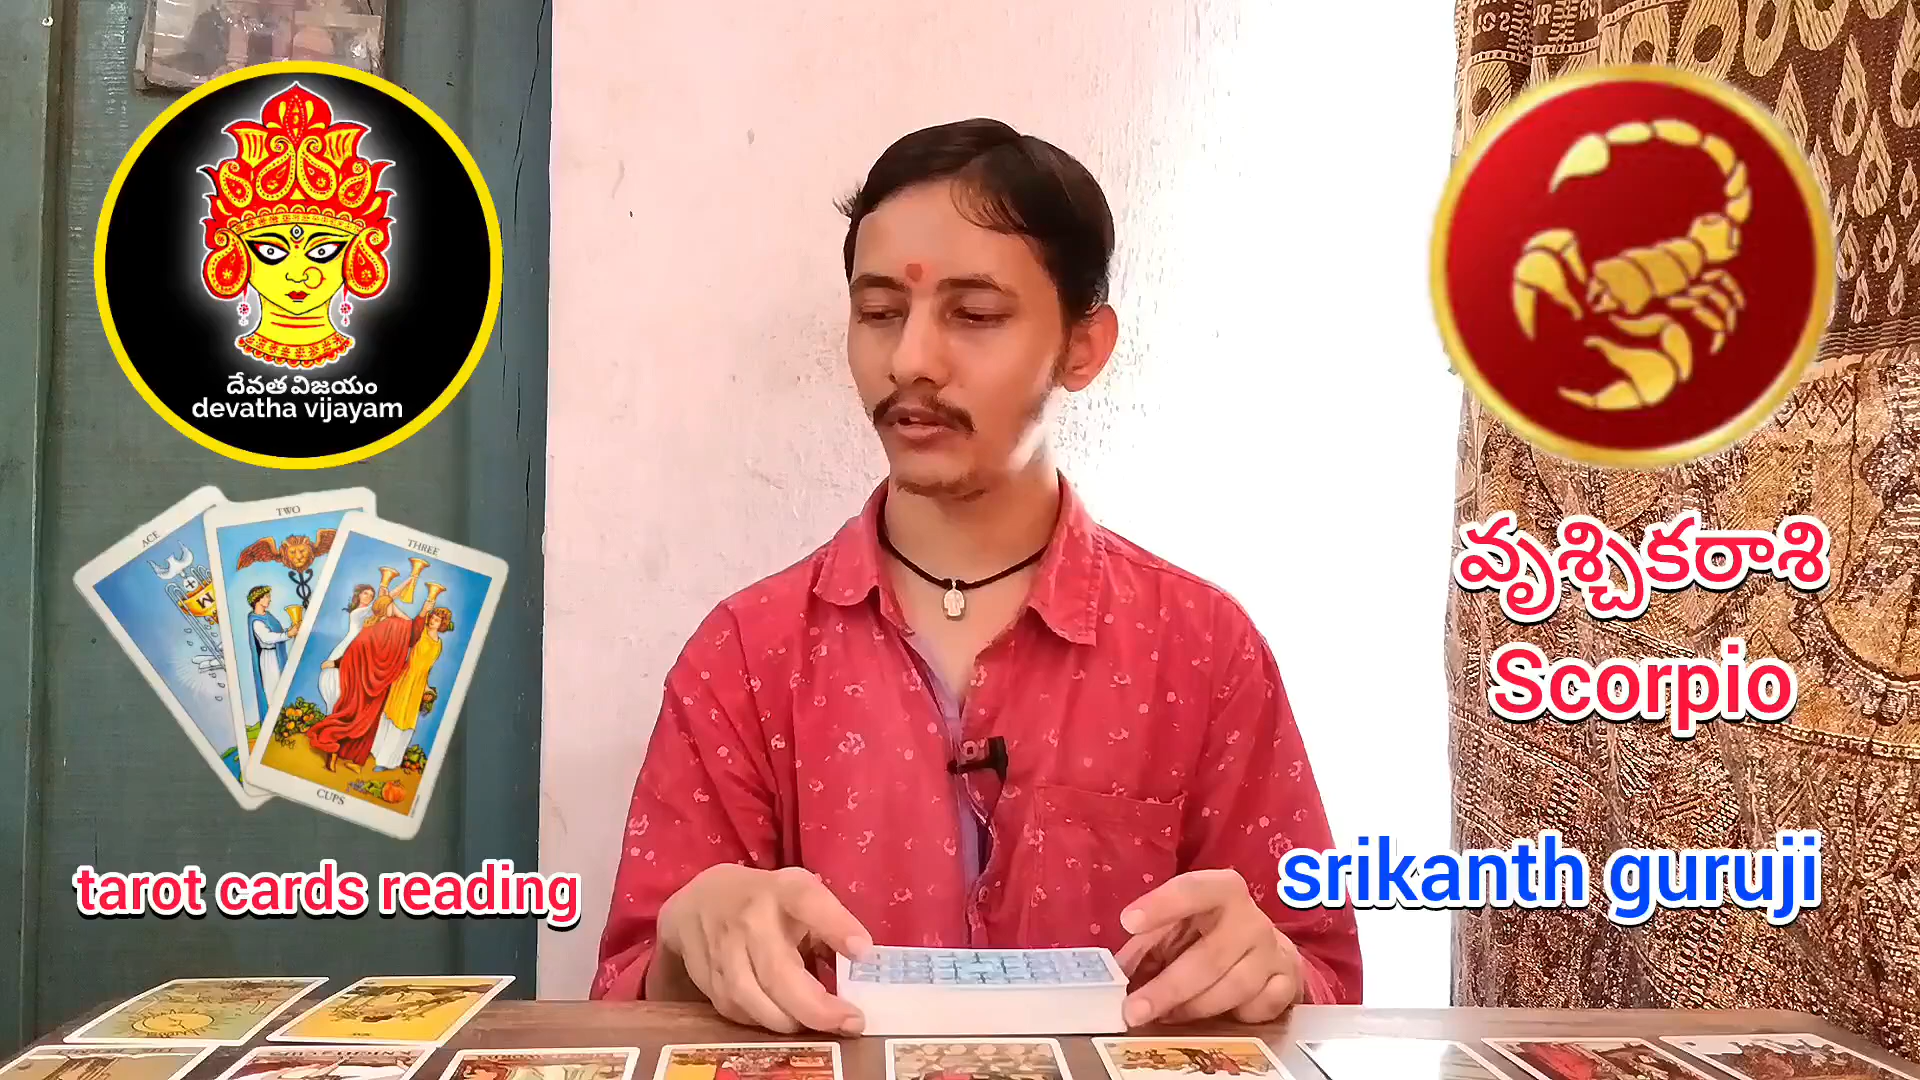 దేవత విజయం
devatha vijayam
ACE
TWO
THREE
CUPS
వృశ్చికరాశి
Scorpio
tarot cards reading
srikanth guruji